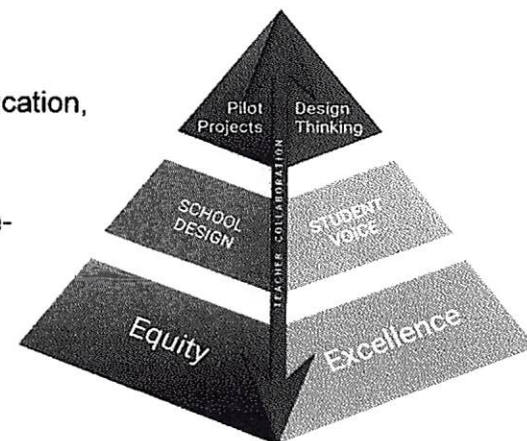 cation,
Pilot Design
Projects Thinking
SCHOOL
DESIGN
STUDENT
VOICE
TEACHER COLLABORATION
Equity
Excellence